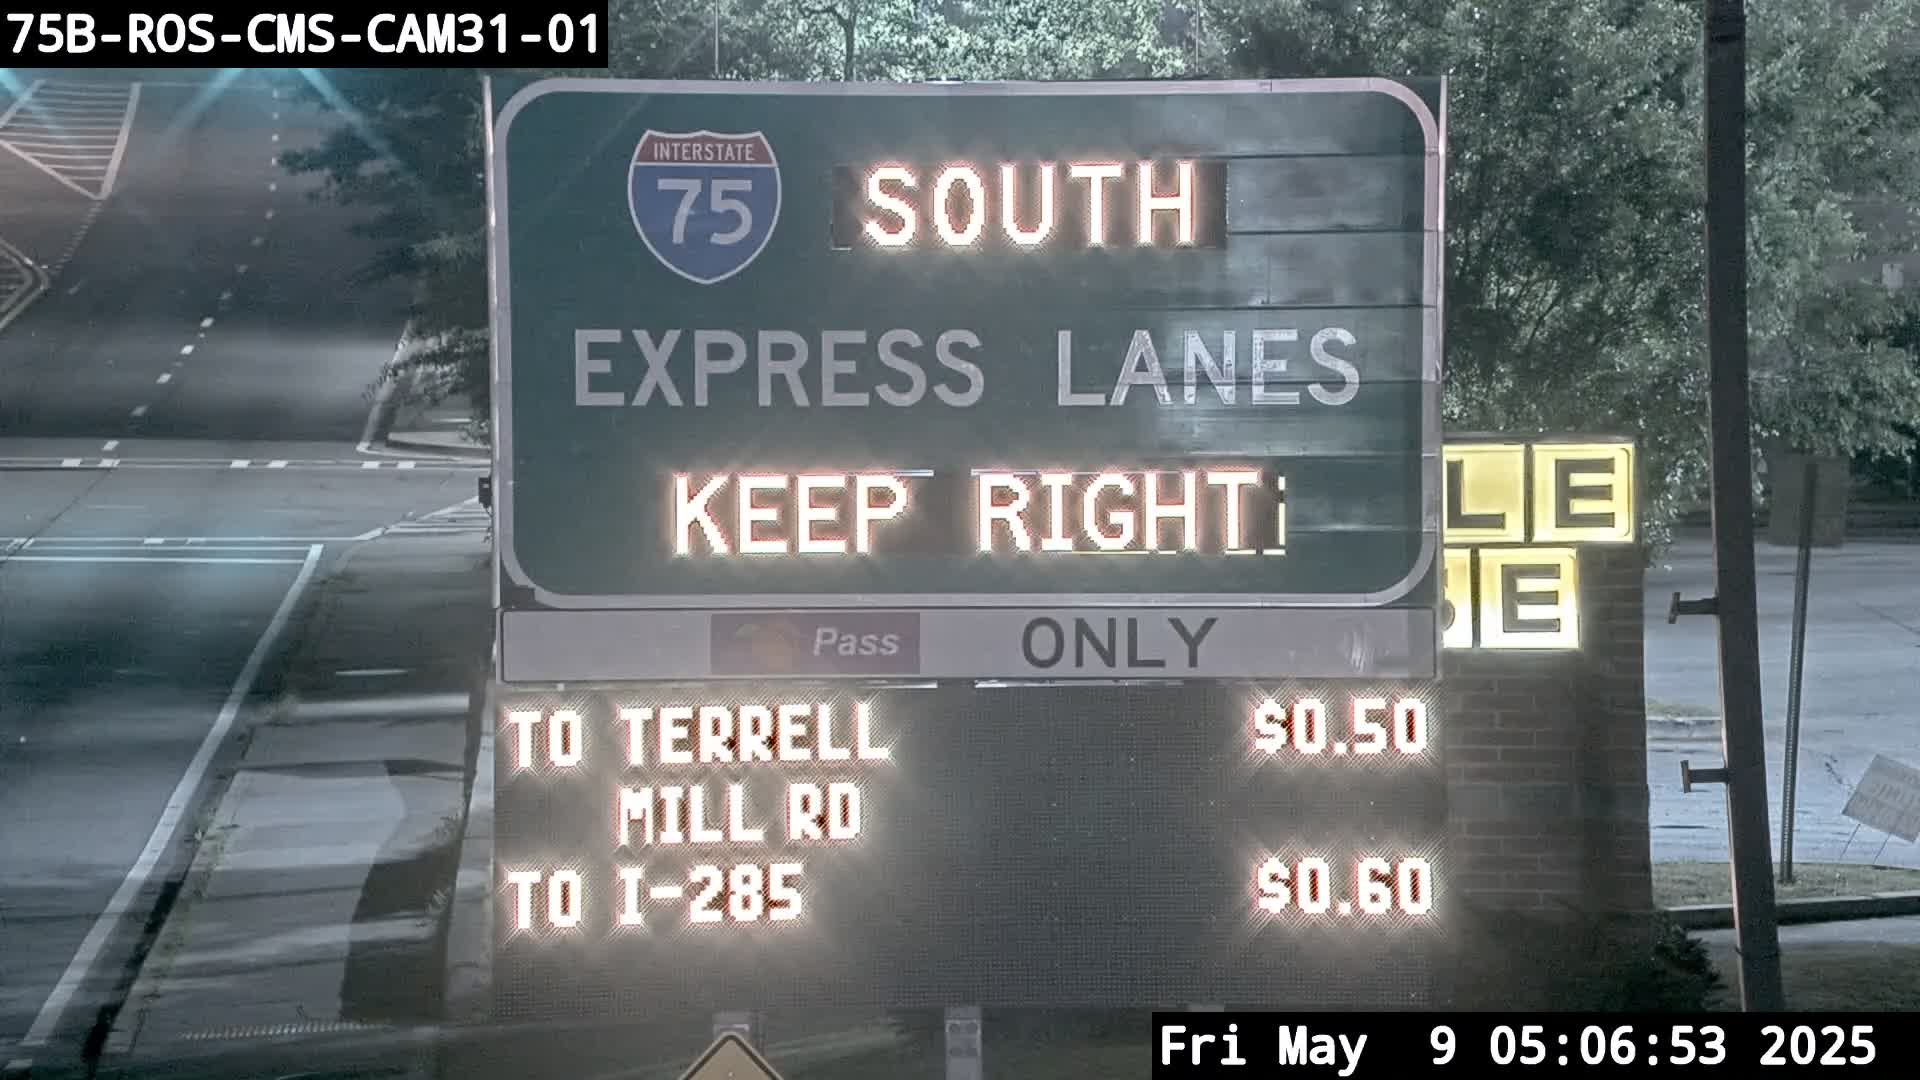 75B-ROS-CMS-CAM31-01
INTERSTATE
75
SOUTH
EXPRESS LANES
KEEP RIGHT
LE
E
Pass ONLY
TO TERRELL $0.50
MILL RD
TO I-285 $0.60
Fri May 9 05:06:53 2025